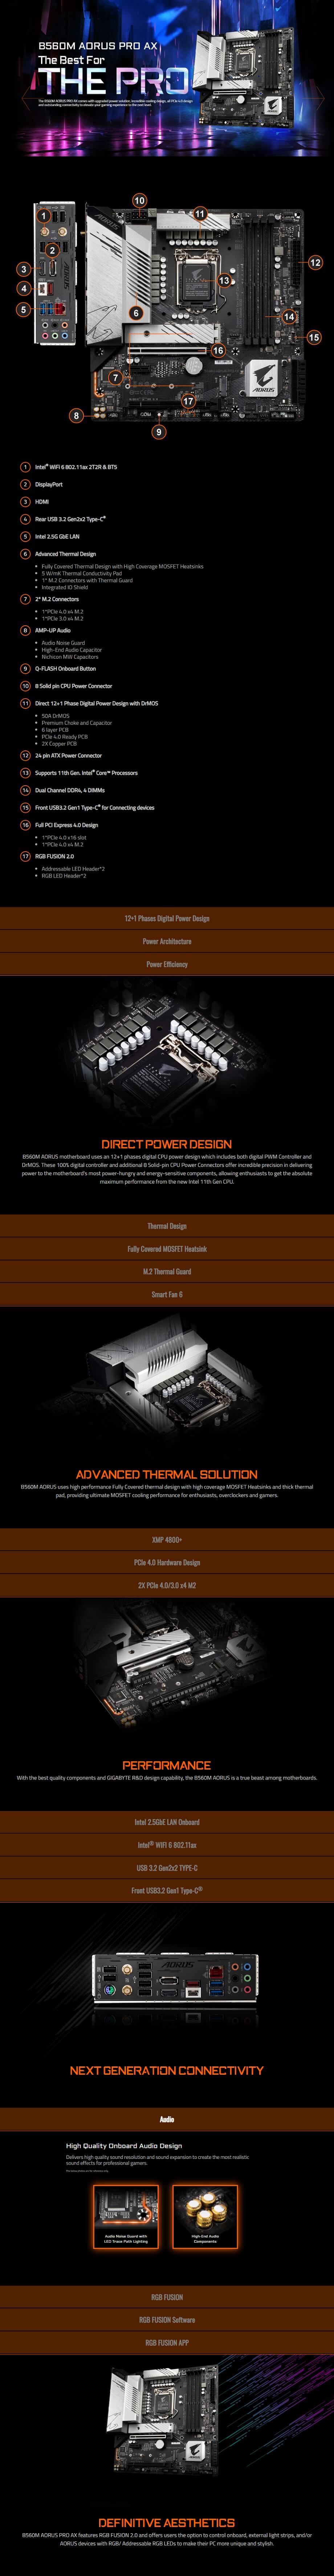 B560M AORUS PRO AX
The Best For
THE PRO
The B560M AORUS PRO AX comes with upgraded power solution, incredible cooling design, all PCIe 4.0 design
and outstanding connectivity to elevate your gaming experience to the next level.
10
1
11
2
12
3
13
4
14
5
6
15
16
7
17
8
9
AORUS
AORUS
AORUS
1 Intel® WiFi 6 802.11ax 2T2R & BT5
2 DisplayPort
3 HDMI
4 Rear USB 3.2 Gen2x2 Type-C®
5 Intel 2.5G GbE LAN
6 Advanced Thermal Design
Fully Covered Thermal Design with High Coverage MOSFET Heatsinks
5 W/mK Thermal Conductivity Pad
1* M.2 Connectors with Thermal Guard
Integrated IO Shield
7 2* M.2 Connectors
1*PCIe 4.0 x4 M.2
1*PCIe 3.0 x4 M.2
8 AMP-UP Audio
Audio Noise Guard
High-End Audio Capacitor
Nichicon MW Capacitors
9 Q-FLASH Onboard Button
10 8 Solid pin CPU Power Connector
11 Direct 12+1 Phase Digital Power Design with DrMOS
50A DrMOS
Premium Choke and Capacitor
6 layer PCB
PCIe 4.0 Ready PCB
2X Copper PCB
12 24 pin ATX Power Connector
13 Supports 11th Gen. Intel® Core™ Processors
14 Dual Channel DDR4, 4 DIMMs
15 Front USB3.2 Gen1 Type-C® for Connecting devices
16 Full PCI Express 4.0 Design
1*PCIe 4.0 x16 slot
1*PCIe 4.0 x4 M.2
17 RGB FUSION 2.0
Addressable LED Header*2
RGB LED Header*2
12+1 Phases Digital Power Design
Power Architecture
Power Efficiency
DIRECT POWER DESIGN
B560M AORUS motherboard uses an 12+1 phases digital CPU power design which includes both digital PWM Controller and
DrMOS. These 100% digital controller and additional 8 Solid-pin CPU Power Connectors offer incredible precision in delivering
power to the motherboard's most power-hungry and energy-sensitive components, allowing enthusiasts to get the absolute
maximum performance from the new Intel 11th Gen CPU.
Thermal Design
Fully Covered MOSFET Heatsink
M.2 Thermal Guard
Smart Fan 6
ADVANCED THERMAL SOLUTION
B560M AORUS uses high performance Fully Covered thermal design with high coverage MOSFET Heatsinks and thick thermal
pad, providing ultimate MOSFET cooling performance for enthusiasts, overclockers and gamers.
XMP 4800+
PCIe 4.0 Hardware Design
2X PCIe 4.0/3.0 x4 M2
PERFORMANCE
With the best quality components and GIGABYTE R&D design capability, the B560M AORUS is a true beast among motherboards.
Intel 2.5GbE LAN Onboard
Intel® WIFI 6 802.11ax
USB 3.2 Gen2x2 TYPE-C
Front USB3.2 Gen1 Type-C®
AORUS
NEXT GENERATION CONNECTIVITY
Audio
High Quality Onboard Audio Design
Delivers high quality sound resolution and sound expansion to create the most realistic
sound effects for professional gamers.
Audio Noise Guard with
LED Trace Path Lighting
High-End Audio
Components
RGB FUSION
RGB FUSION Software
RGB FUSION APP
DEFINITIVE AESTHETICS
B560M AORUS PRO AX features RGB FUSION 2.0 and offers users the option to control onboard, external light strips, and/or
AORUS devices with RGB/ Addressable RGB LEDs to make their PC more unique and stylish.